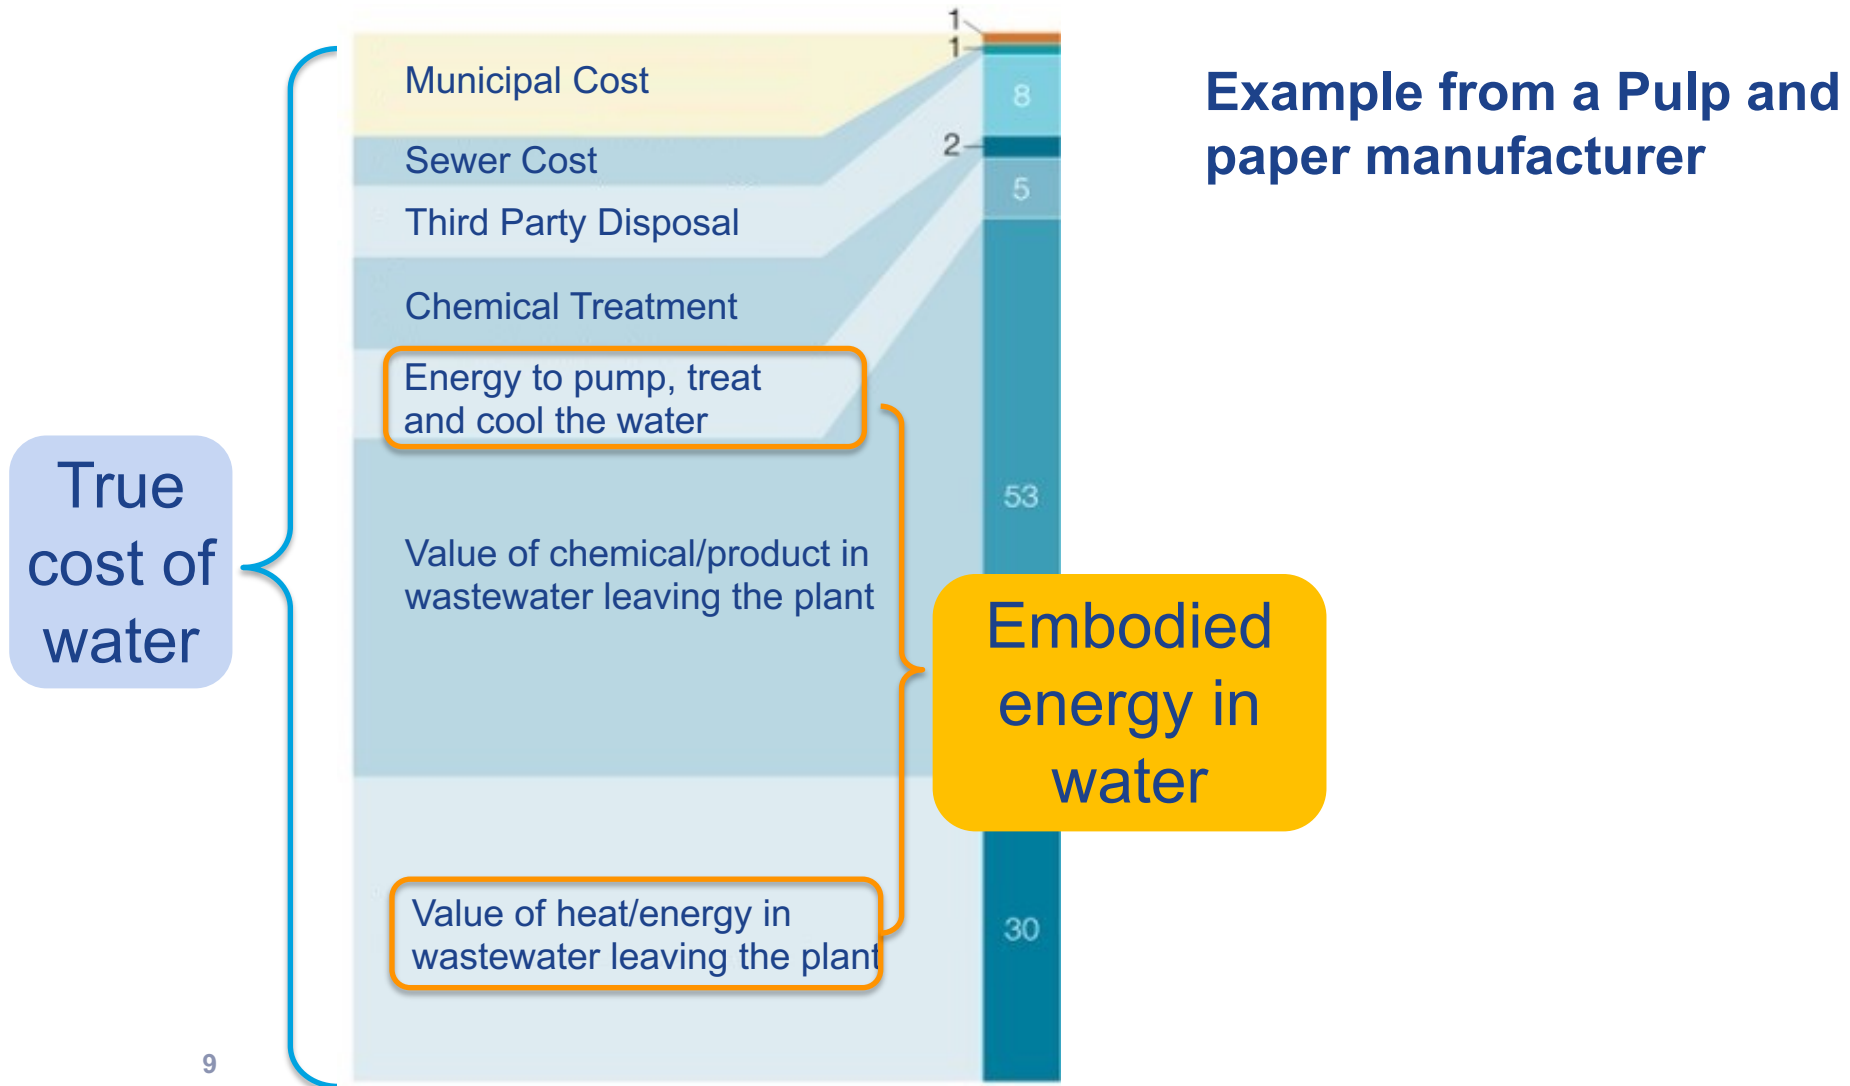 1
1
Municipal Cost
8
Example from a Pulp and
paper manufacturer
Sewer Cost
2
5
Third Party Disposal
Chemical Treatment
Energy to pump, treat
and cool the water
True
cost of
water
53
Value of chemical/product in
wastewater leaving the plant
Embodied
energy in
water
Value of heat/energy in
wastewater leaving the plant
30
9